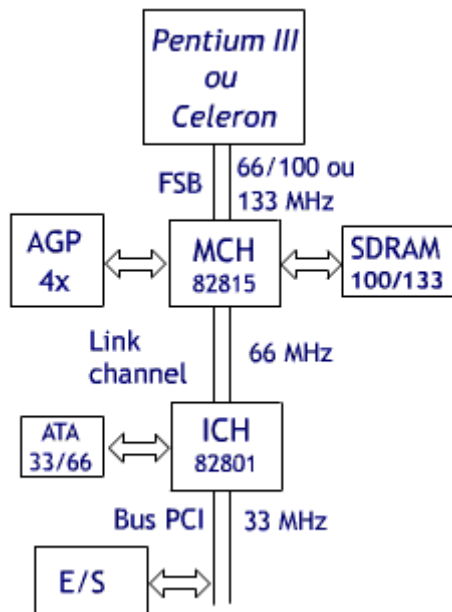 Pentium III
ou
Celeron
FSB
66/100 ou
133 MHz
AGP
4x
MCH
82815
SDRAM
100/133
Link
channel
66 MHz
ATA
33/66
ICH
82801
Bus PCI
33 MHz
E/S